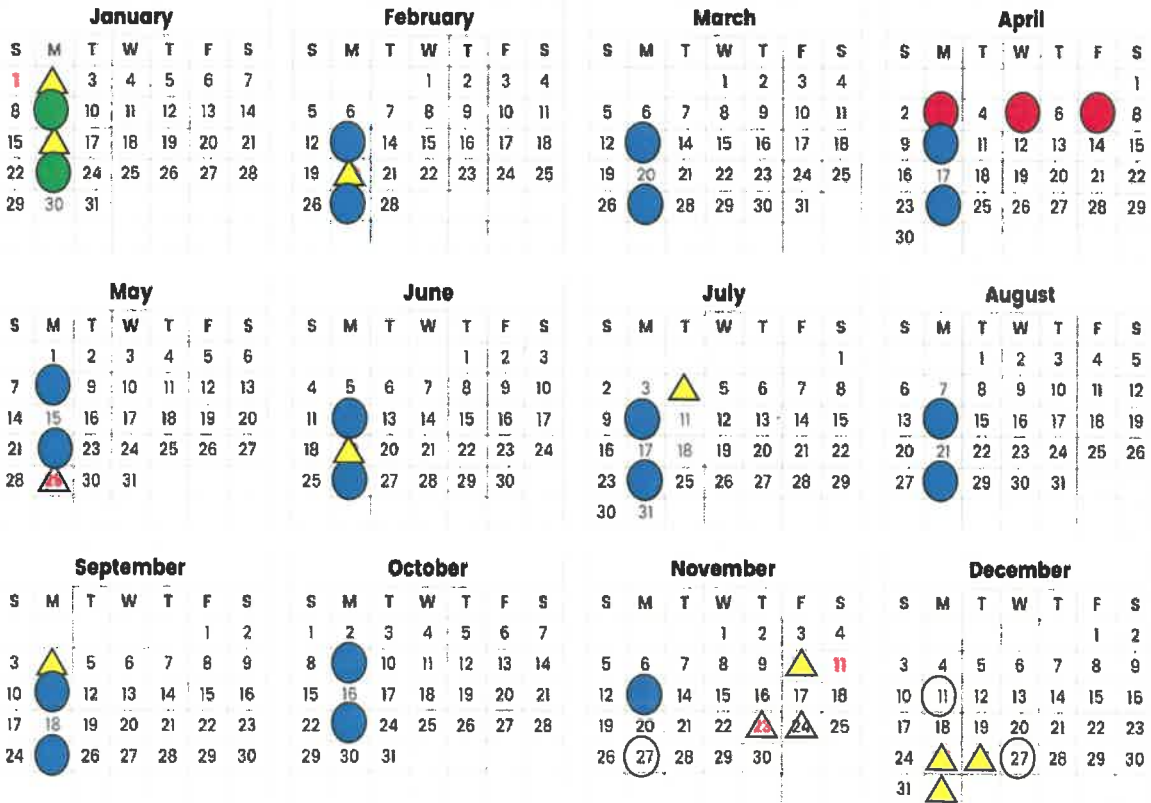 January February March April
S M T W T F S S M T W T F S S M T W T F S S M T W T F S
1 3 4 5 6 7 1 2 3 4 1 2 3 4 1
8 10 11 12 13 14 5 6 7 8 9 10 11 5 6 7 8 9 10 11 2 4 6 8
15 17 18 19 20 21 12 14 15 16 17 18 12 14 15 16 17 18 9 11 12 13 14 15
22 24 25 26 27 28 19 21 22 23 24 25 19 20 21 22 23 24 25 16 17 18 19 20 21 22
29 30 31 26 28 26 28 29 30 31 23 25 26 27 28 29
30
May June July August
S M T W T F S S M T W T F S S M T W T F S S M T W T F S
1 2 3 4 5 6 1 2 3 1 1 2 3 4 5
7 9 10 11 12 13 4 5 6 7 8 9 10 2 3 5 6 7 8 6 7 8 9 10 11 12
14 15 16 17 18 19 20 11 13 14 15 16 17 9 11 12 13 14 15 13 15 16 17 18 19
21 23 24 25 26 27 18 20 21 22 23 24 16 17 18 19 20 21 22 20 21 22 23 24 25 26
28 30 31 25 27 28 29 30 23 25 26 27 28 29 27 29 30 31
30 31
September October November December
S M T W T F S S M T W T F S S M T W T F S S M T W T F S
1 2 1 2 3 4 5 6 7 1 2 3 4 1 2
3 5 6 7 8 9 8 10 11 12 13 14 5 6 7 8 9 11 3 4 5 6 7 8 9
10 12 13 14 15 16 15 16 17 18 19 20 21 12 14 15 16 17 18 10 11 12 13 14 15 16
17 18 19 20 21 22 23 22 24 25 26 27 28 19 20 21 22 23 24 25 17 18 19 20 21 22 23
24 26 27 28 29 30 29 30 31 26 27 28 29 30 24 27 28 29 30
31